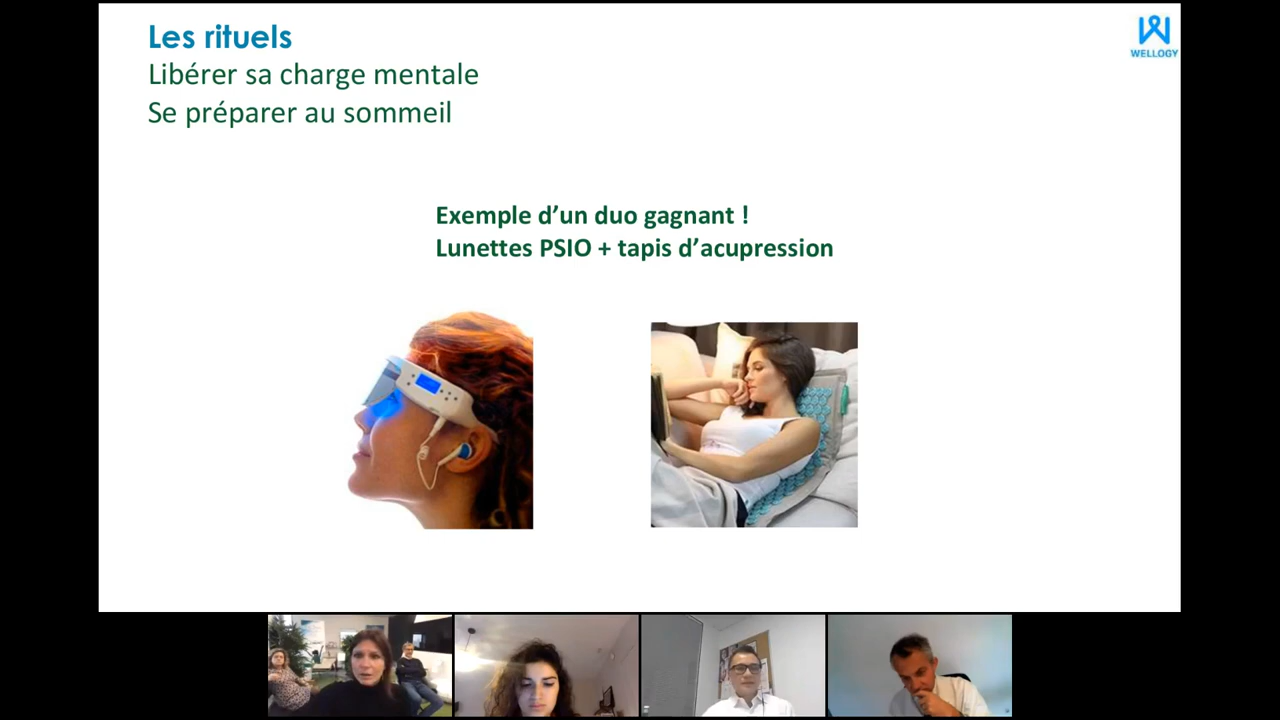 Les rituels
WELLOGY
Libérer sa charge mentale
Se préparer au sommeil
Exemple d’un duo gagnant !
Lunettes PSIO + tapis d’acupression